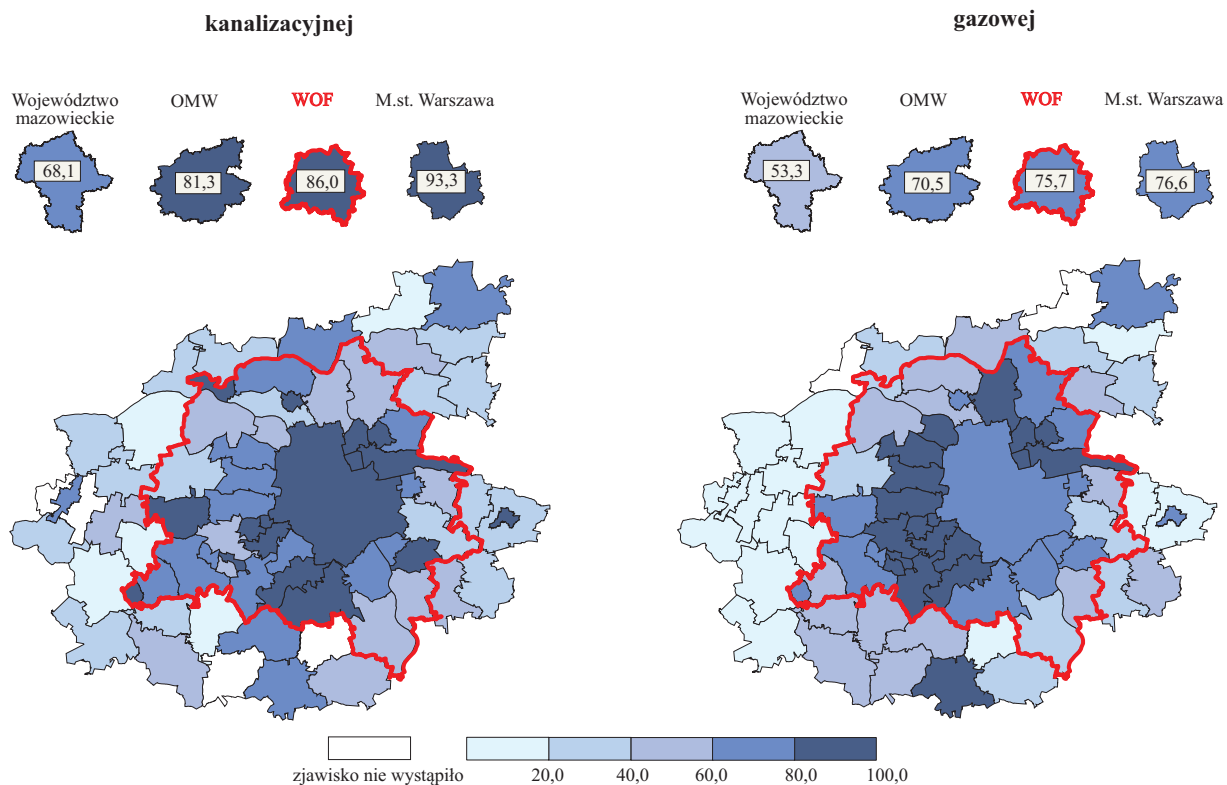 kanalizacyjnej
gazowej
Województwo
mazowieckie
OMW
WOF
M.st. Warszawa
Województwo
mazowieckie
OMW
WOF
M.st. Warszawa
68,1
81,3
86,0
93,3
53,3
70,5
75,7
76,6
zjawisko nie wystąpiło
20,0
40,0
60,0
80,0
100,0